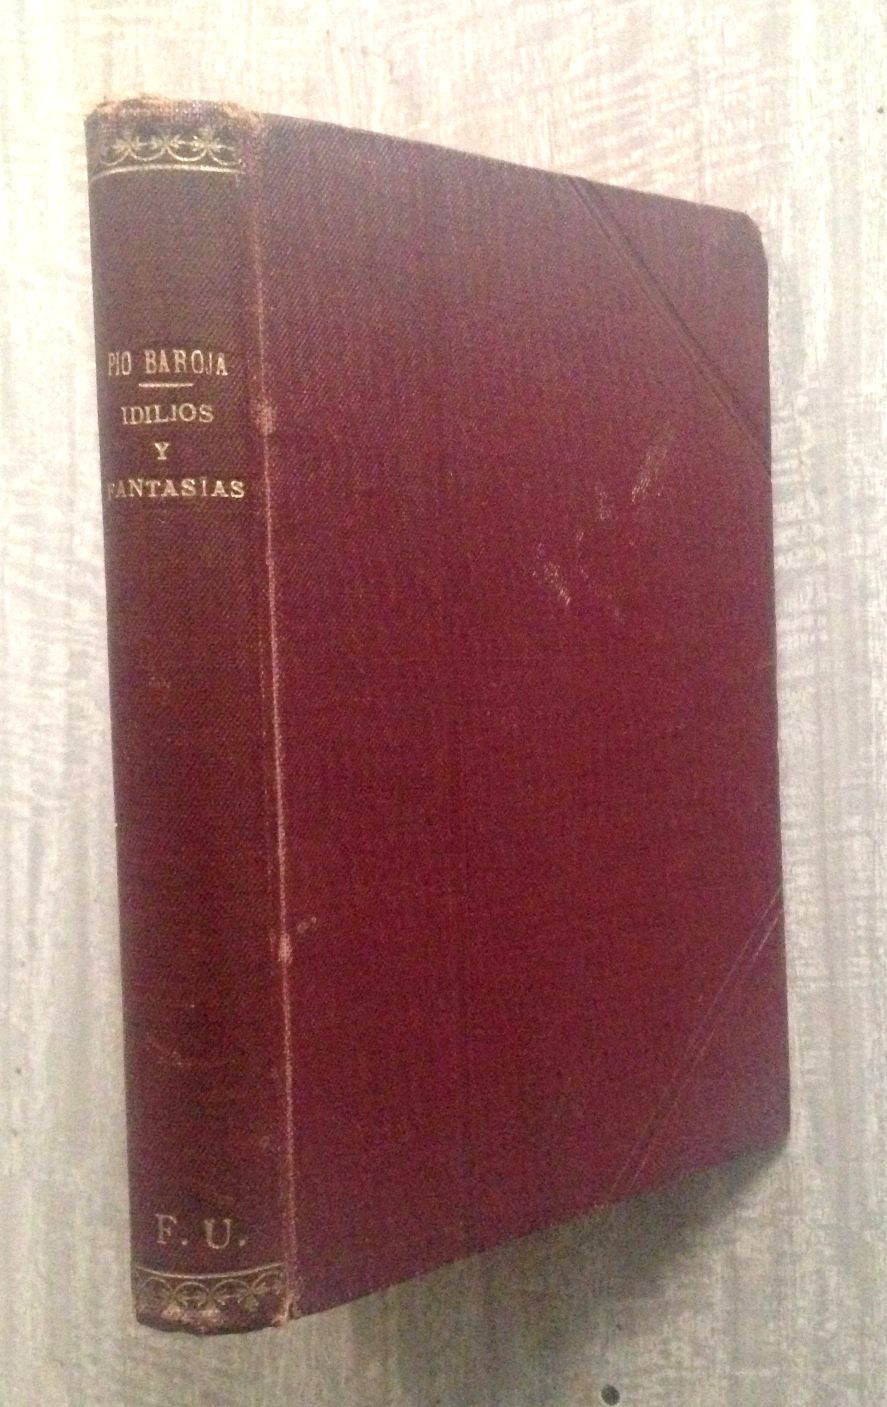 PIO BAROJA
IDILIOS
Y
FANTASIAS
F. U.